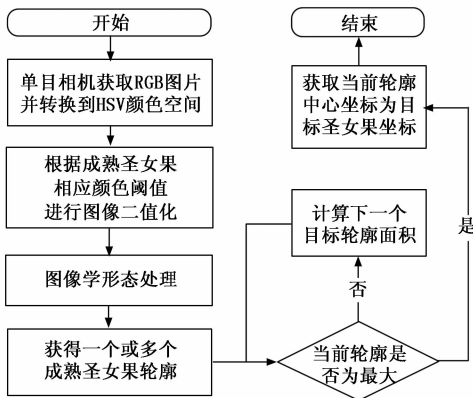 开始
单目相机获取RGB图片
并转换到HSV颜色空间
根据成熟圣女果
相应颜色阈值
进行图像二值化
图像学形态处理
获得一个或多个
成熟圣女果轮廓
当前轮廓是
否为最大
否
计算下一个
目标轮廓面积
是
获取当前轮廓
中心坐标为目
标圣女果坐标
结束